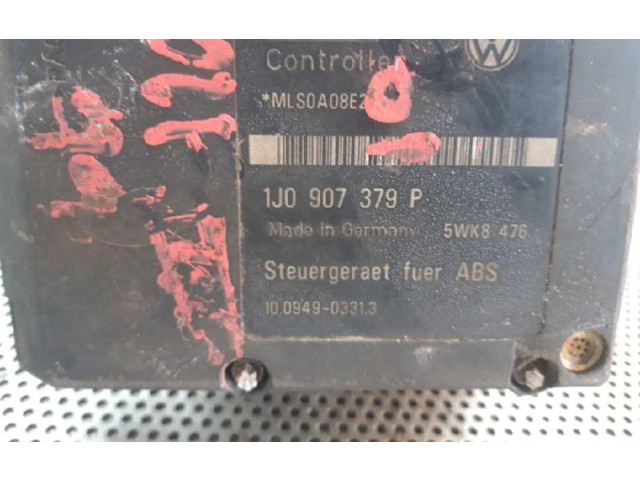 Controller
*MLS0A08E2
1J0 907 379 P
Made in Germany 5WK8 476
Steuergeraet fuer ABS
10.0949-0331.3